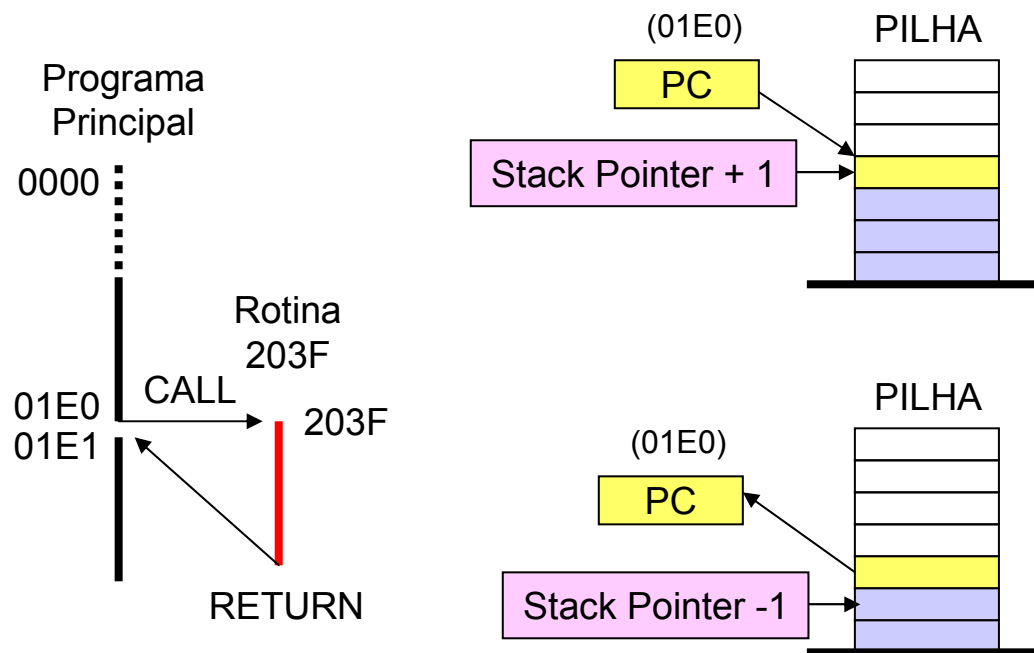 Programa
Principal
0000
Rotina
203F
CALL
01E0
01E1
203F
RETURN
(01E0)
PC
PILHA
Stack Pointer + 1
PILHA
(01E0)
PC
Stack Pointer -1